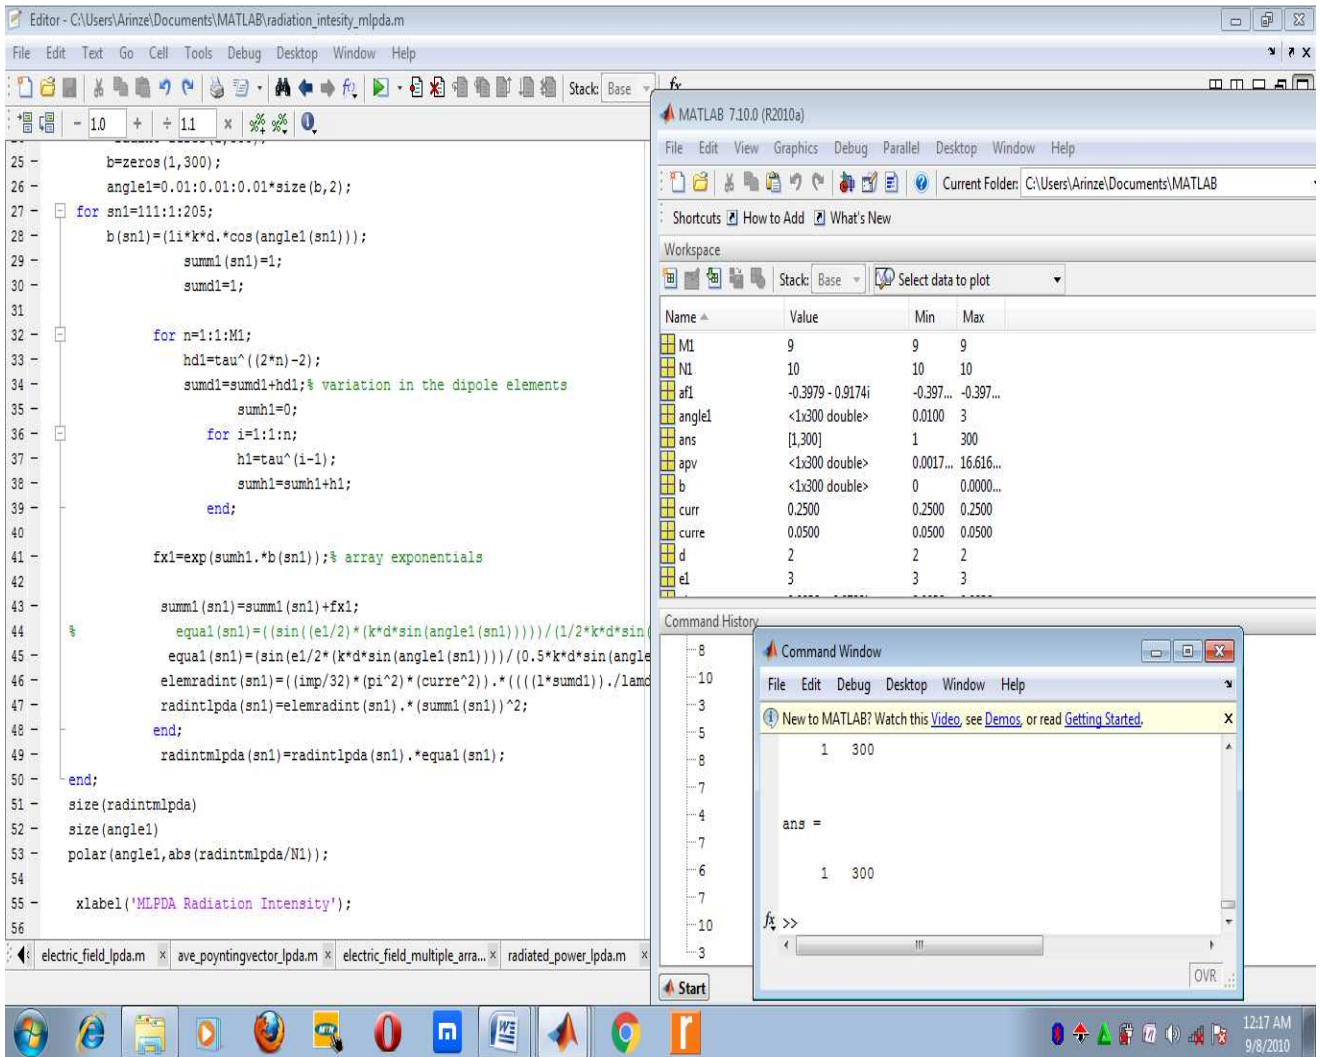 Editor - C:\Users\Arinze\Documents\MATLAB\radiation_intesity_mlpda.m
File Edit Text Go Cell Tools Debug Desktop Window Help
Stack: Base
- 1.0 + ÷ 1.1 ×
25 - b=zeros(1,300);
26 - angle1=0.01:0.01:0.01*size(b,2);
27 - for sn1=111:1:205;
28 - b(sn1)=(1i*k*d.*cos(angle1(sn1)));
29 - summ1(sn1)=1;
30 - sumd1=1;
31
32 - for n=1:1:M1;
33 - hd1=tau^((2*n)-2);
34 - sumd1=sumd1+hd1;% variation in the dipole elements
35 - sumh1=0;
36 - for i=1:1:n;
37 - h1=tau^(i-1);
38 - sumh1=sumh1+h1;
39 - end;
40
41 - fx1=exp(sumh1.*b(sn1));% array exponentials
42
43 - summ1(sn1)=summ1(sn1)+fx1;
44 % equa1(sn1)=((sin((e1/2)*(k*d*sin(angle1(sn1)))))/(1/2*k*d*sin(
45 - equa1(sn1)=(sin(e1/2*(k*d*sin(angle1(sn1))))/(0.5*k*d*sin(angle
46 - elemradint(sn1)=((imp/32)*(pi^2)*(curre^2)).*((((l*sumd1))./lamd
47 - radintlpda(sn1)=elemradint(sn1).*(summ1(sn1))^2;
48 - end;
49 - radintmlpda(sn1)=radintlpda(sn1).*equa1(sn1);
50 - end;
51 - size(radintmlpda)
52 - size(angle1)
53 - polar(angle1,abs(radintmlpda/N1));
54
55 - xlabel('MLPDA Radiation Intensity');
56
electric_field_lpda.m × ave_poyntingvector_lpda.m × electric_field_multiple_arra... × radiated_power_lpda.m ×
MATLAB 7.10.0 (R2010a)
File Edit View Graphics Debug Parallel Desktop Window Help
Current Folder: C:\Users\Arinze\Documents\MATLAB
Shortcuts How to Add What's New
Workspace
Stack: Base Select data to plot
Name Value Min Max
M1 9 9 9
N1 10 10 10
af1 -0.3979 - 0.9174i -0.397... -0.397...
angle1 <1x300 double> 0.0100 3
ans [1,300] 1 300
apv <1x300 double> 0.0017... 16.616...
b <1x300 double> 0 0.0000...
curr 0.2500 0.2500 0.2500
curre 0.0500 0.0500 0.0500
d 2 2 2
e1 3 3 3
Command History
8
10
3
5
8
7
4
7
6
7
10
3
Start
Command Window
File Edit Debug Desktop Window Help
New to MATLAB? Watch this Video, see Demos, or read Getting Started. X
1 300
ans =
1 300
fx >>
OVR
12:17 AM
9/8/2010